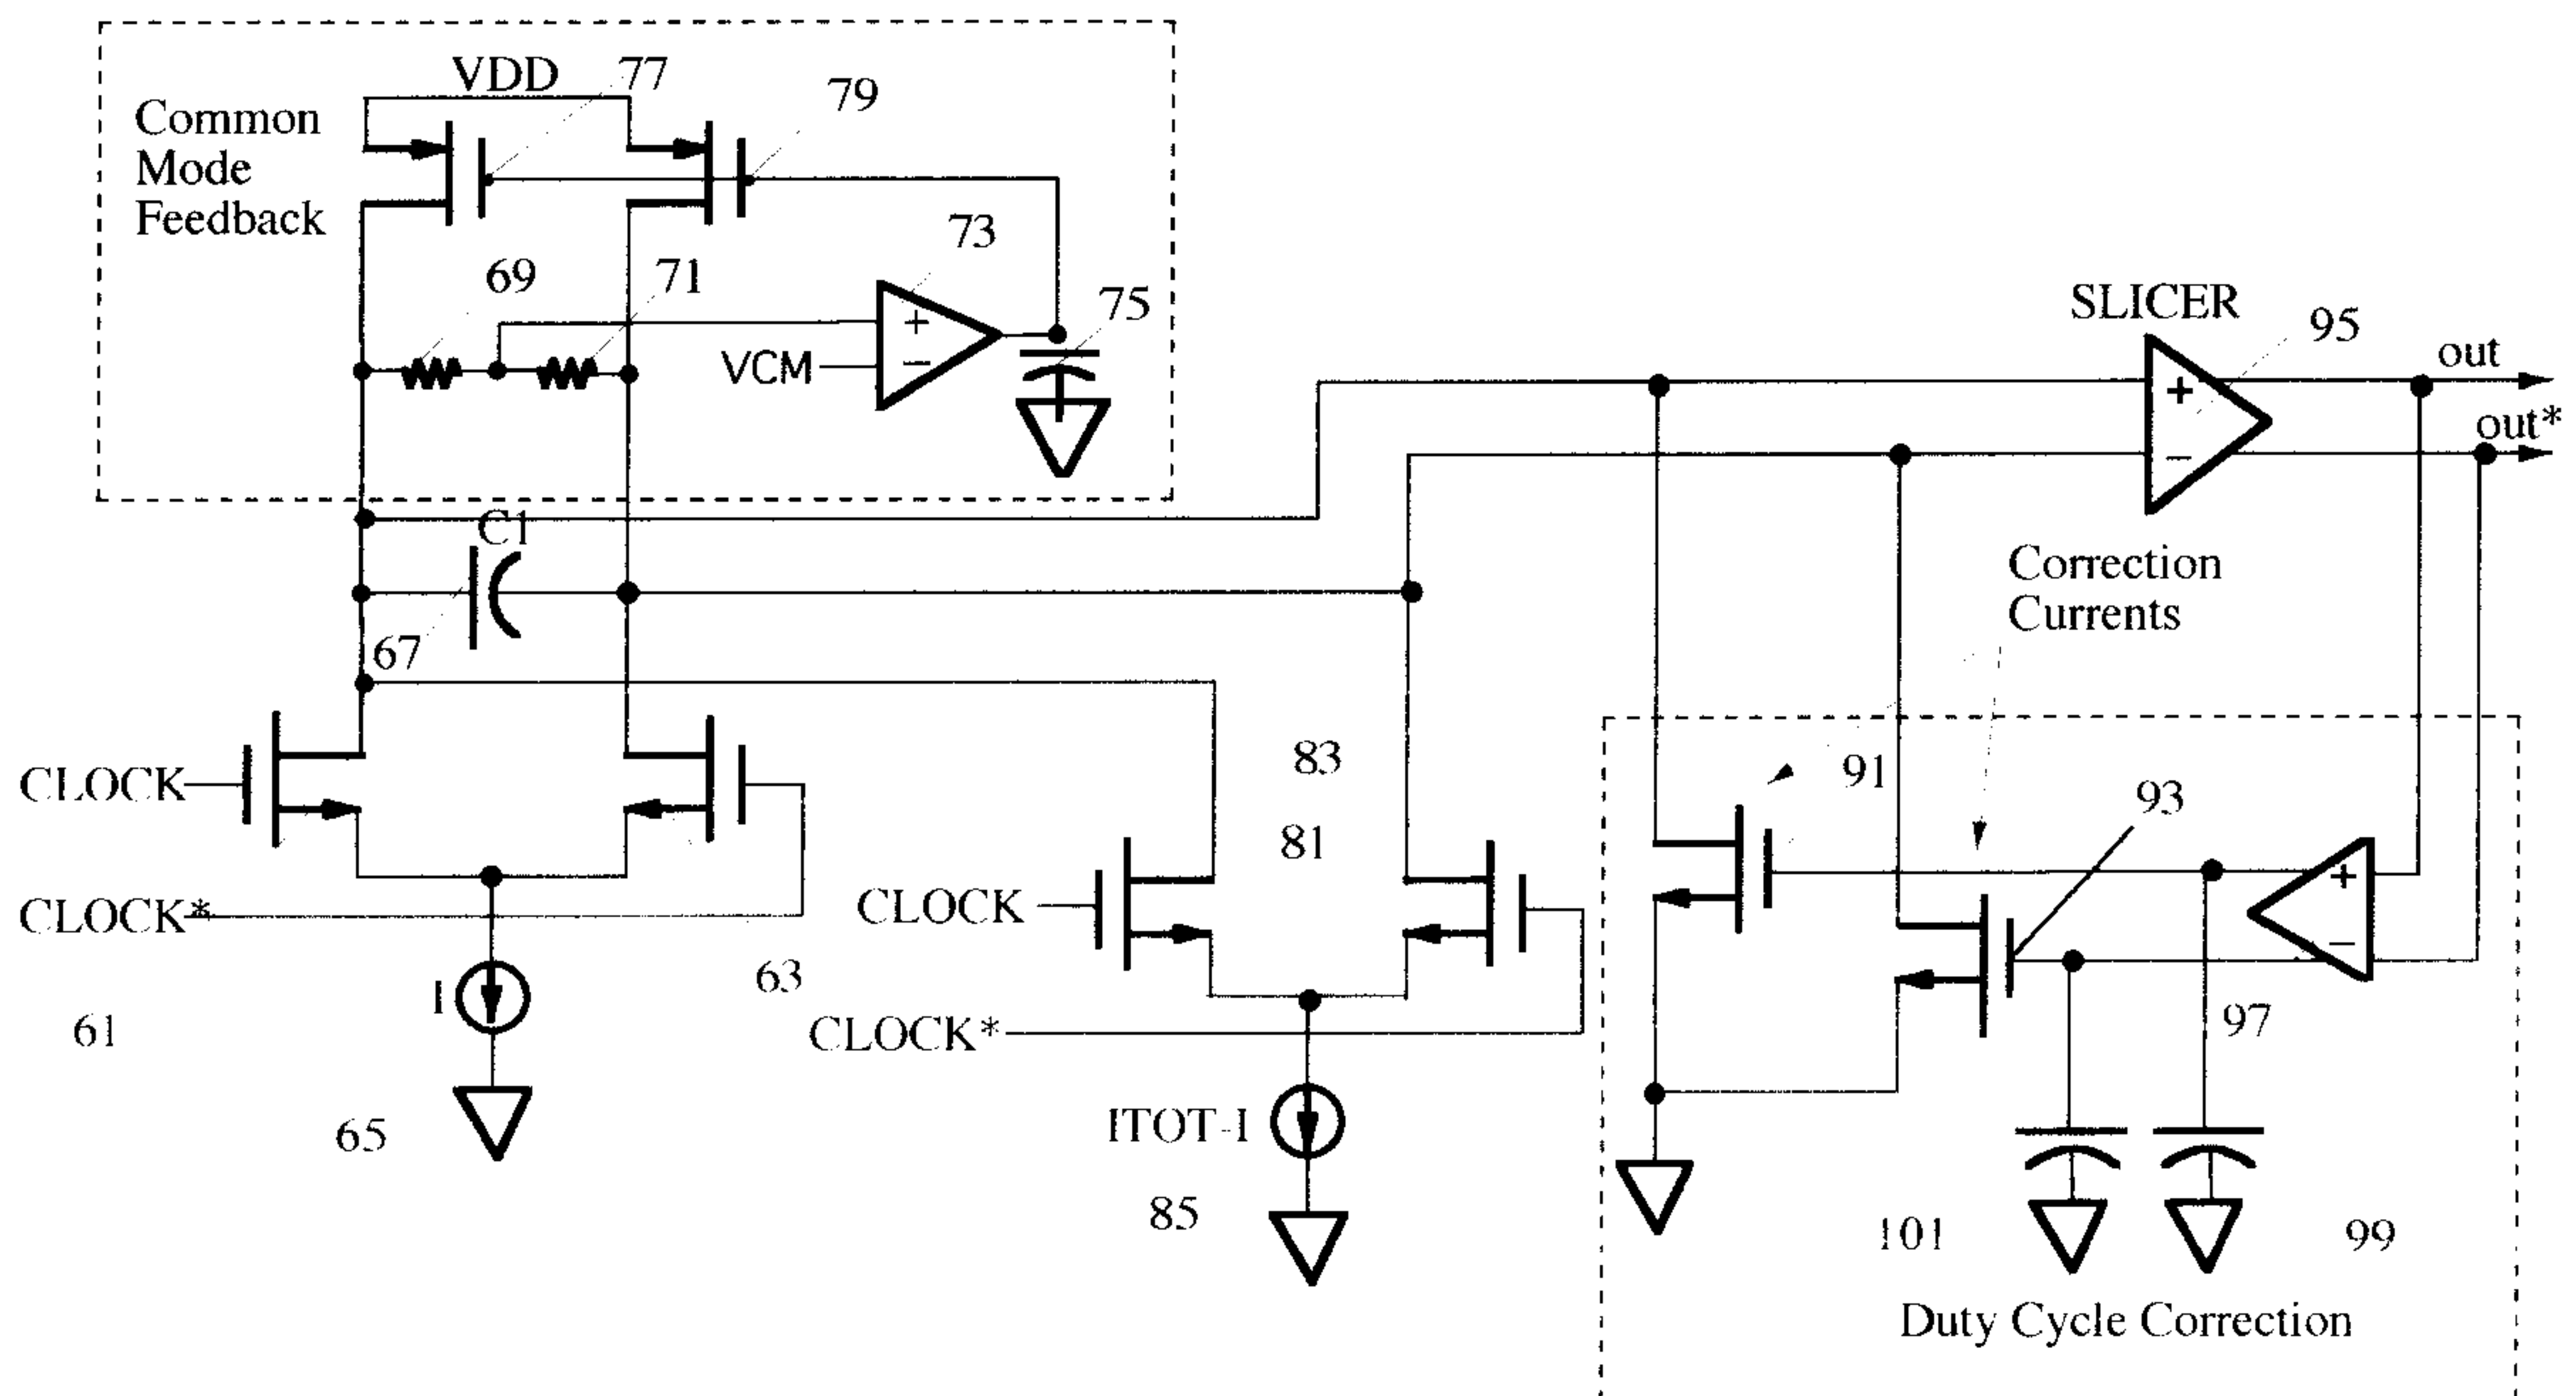 VDD
77
79
Common
Mode
Feedback
73
69
71
75
+
VCM
−
SLICER
95
out
+
out*
−
C1
Correction
Currents
67
83
91
93
CLOCK
81
+
CLOCK
CLOCK*
−
63
97
I
61
CLOCK*
65
ITOT-I
85
101
99
Duty Cycle Correction